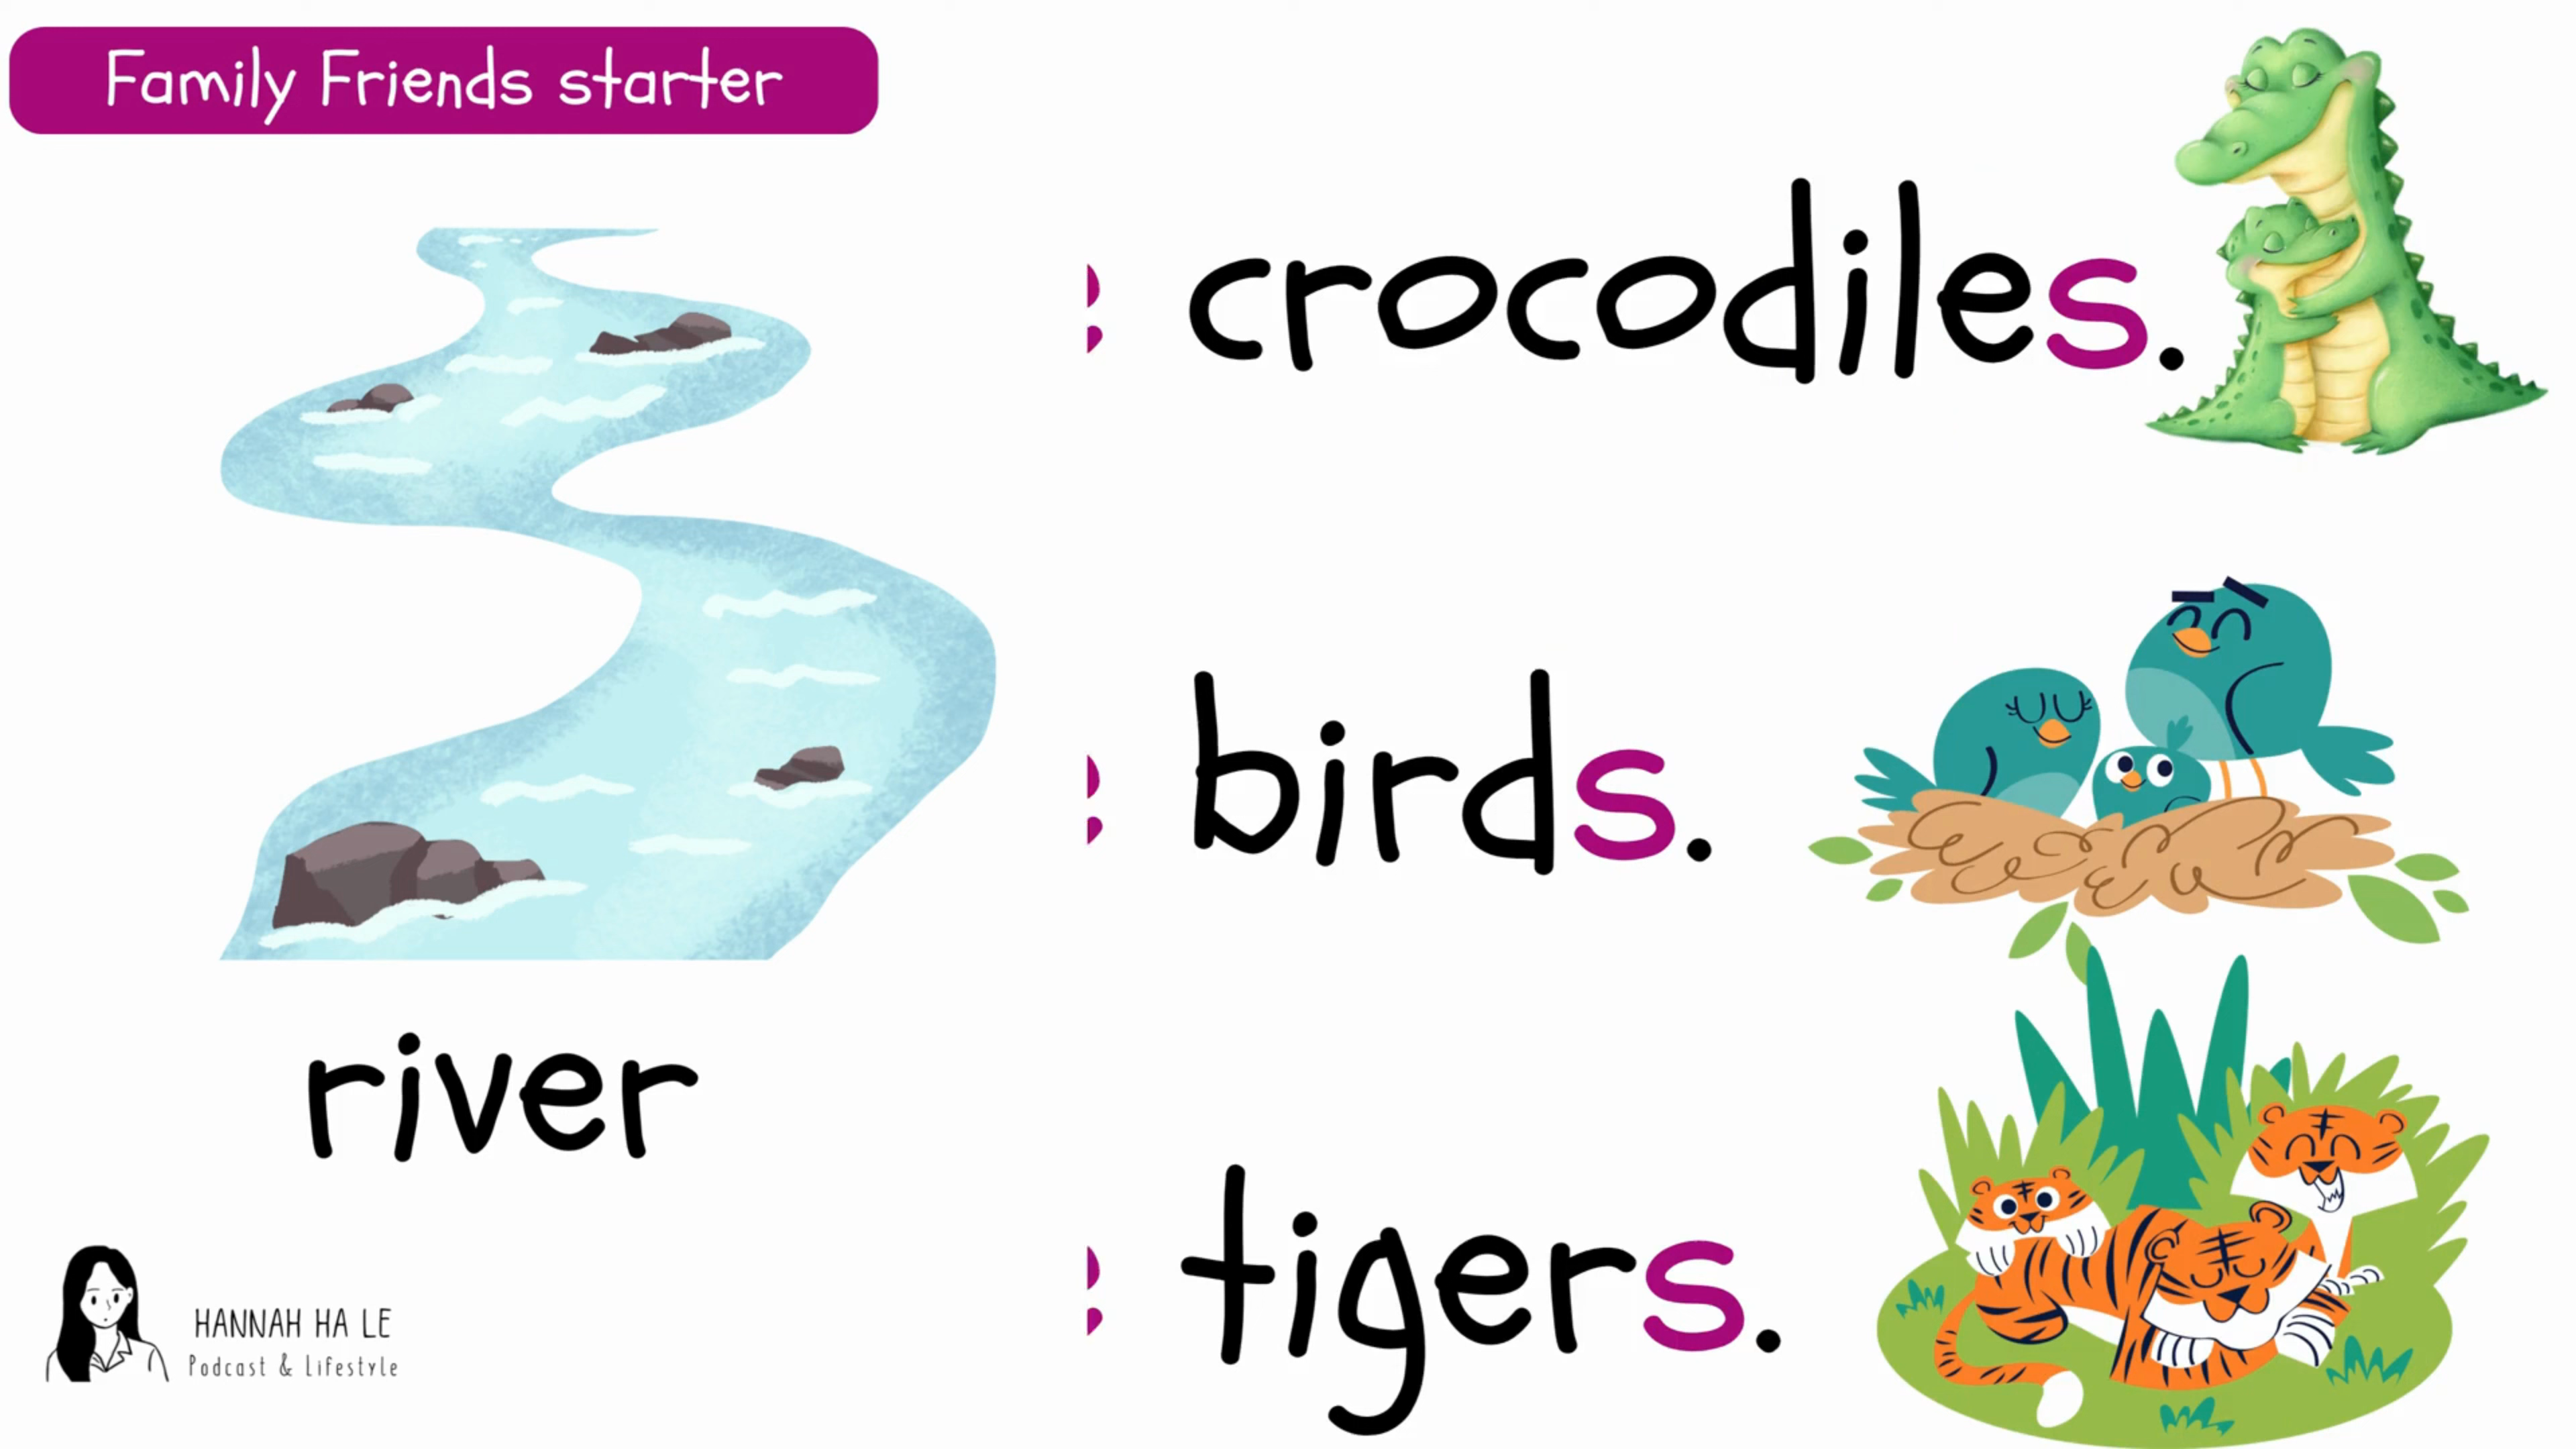 Family Friends starter
crocodiles.
birds.
river
tigers.
HANNAH HA LE
Podcast & Lifestyle